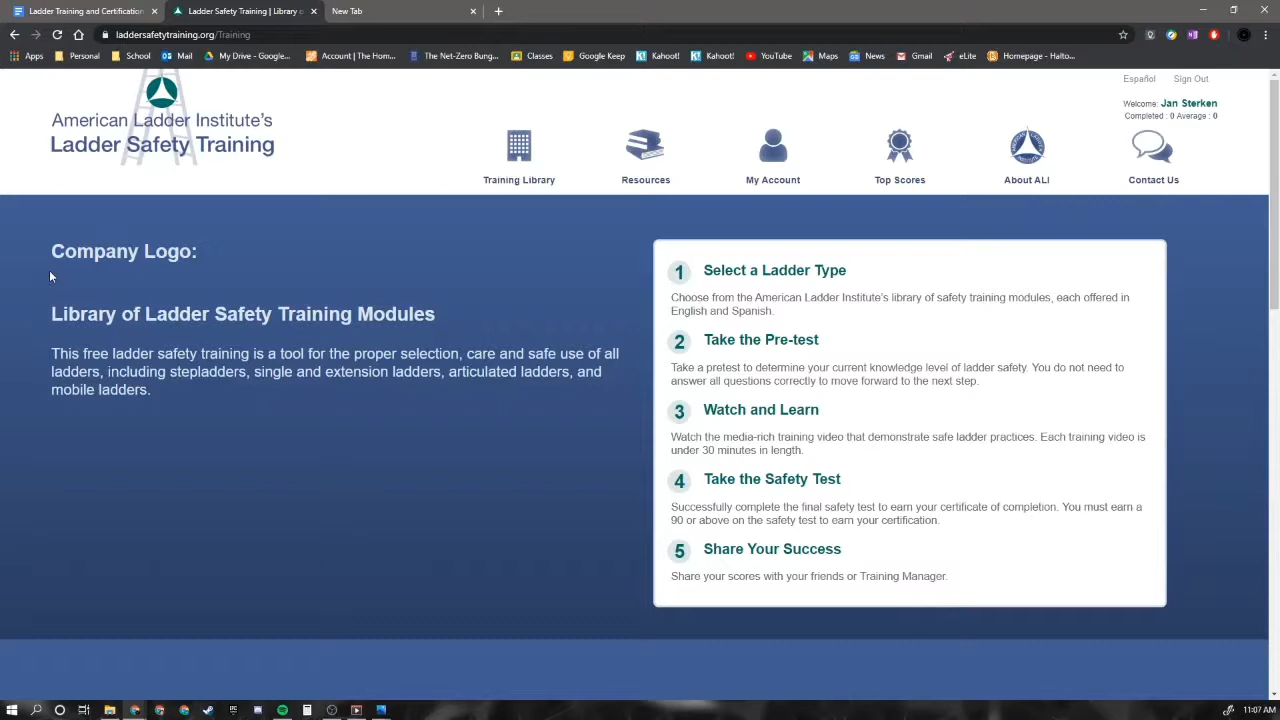 Ladder Training and Certification
Ladder Safety Training | Library o
New Tab
laddersafetytraining.org/Training
Apps
Personal
School
Mail
My Drive - Google...
Account | The Hom...
The Net-Zero Bung...
Classes
Google Keep
Kahoot!
Kahoot!
YouTube
Maps
News
Gmail
eLite
Homepage - Halto...
Español
Sign Out
Welcome: Jan Sterken
Completed : 0 Average : 0
American Ladder Institute's
Ladder Safety Training
Training Library
Resources
My Account
Top Scores
About ALI
Contact Us
Company Logo:
Library of Ladder Safety Training Modules
This free ladder safety training is a tool for the proper selection, care and safe use of all
ladders, including stepladders, single and extension ladders, articulated ladders, and
mobile ladders.
1 Select a Ladder Type
Choose from the American Ladder Institute's library of safety training modules, each offered in
English and Spanish.
2 Take the Pre-test
Take a pretest to determine your current knowledge level of ladder safety. You do not need to
answer all questions correctly to move forward to the next step.
3 Watch and Learn
Watch the media-rich training video that demonstrate safe ladder practices. Each training video is
under 30 minutes in length.
4 Take the Safety Test
Successfully complete the final safety test to earn your certificate of completion. You must earn a
90 or above on the safety test to earn your certification.
5 Share Your Success
Share your scores with your friends or Training Manager.
11:07 AM